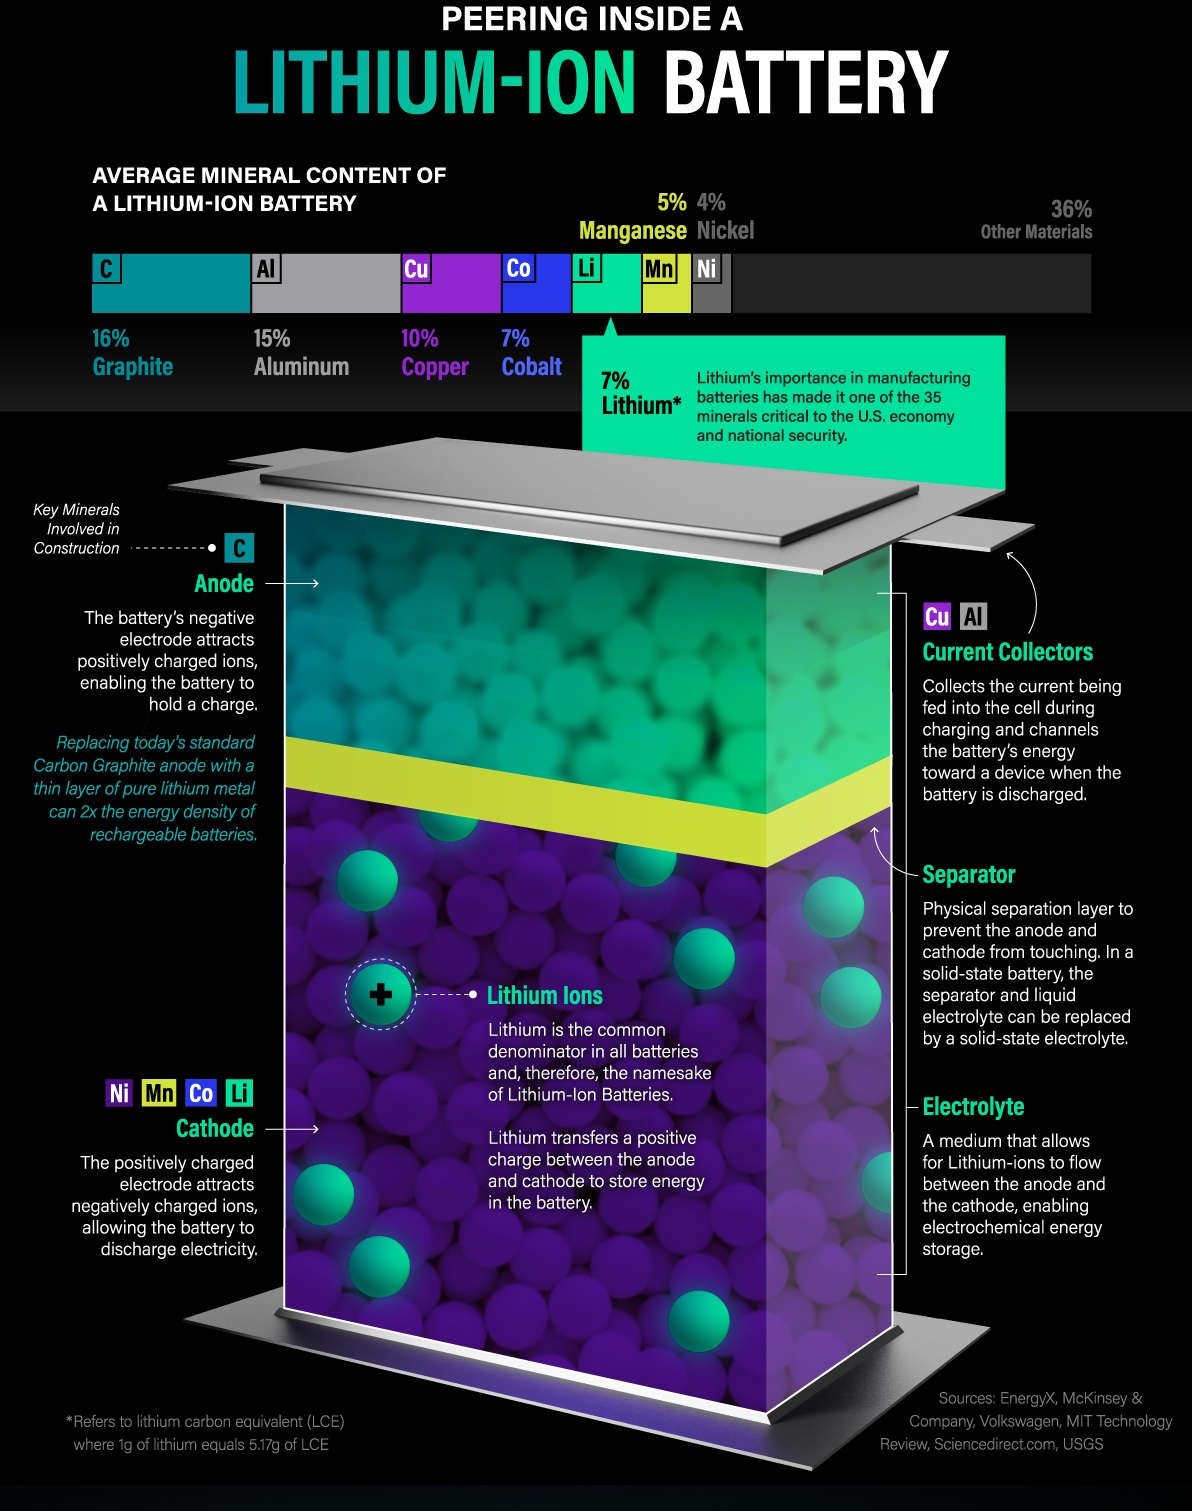 PEERING INSIDE A
LITHIUM-ION BATTERY
AVERAGE MINERAL CONTENT OF
A LITHIUM-ION BATTERY
5%
Manganese
4%
Nickel
36%
Other Materials
C
Al
Cu
Co
Li
Mn
Ni
16%
Graphite
15%
Aluminum
10%
Copper
7%
Cobalt
7%
Lithium*
Lithium's importance in manufacturing
batteries has made it one of the 35
minerals critical to the U.S. economy
and national security.
Key Minerals
Involved in
Construction
C
Anode
The battery's negative
electrode attracts
positively charged ions,
enabling the battery to
hold a charge.
Replacing today's standard
Carbon Graphite anode with a
thin layer of pure lithium metal
can 2x the energy density of
rechargeable batteries.
Cu Al
Current Collectors
Collects the current being
fed into the cell during
charging and channels
the battery's energy
toward a device when the
battery is discharged.
Separator
Physical separation layer to
prevent the anode and
cathode from touching. In a
solid-state battery, the
separator and liquid
electrolyte can be replaced
by a solid-state electrolyte.
+
Lithium Ions
Lithium is the common
denominator in all batteries
and, therefore, the namesake
of Lithium-Ion Batteries.
Lithium transfers a positive
charge between the anode
and cathode to store energy
in the battery.
Ni Mn Co Li
Cathode
The positively charged
electrode attracts
negatively charged ions,
allowing the battery to
discharge electricity.
Electrolyte
A medium that allows
for Lithium-ions to flow
between the anode and
the cathode, enabling
electrochemical energy
storage.
*Refers to lithium carbon equivalent (LCE)
where 1g of lithium equals 5.17g of LCE
Sources: EnergyX, McKinsey &
Company, Volkswagen, MIT Technology
Review, Sciencedirect.com, USGS